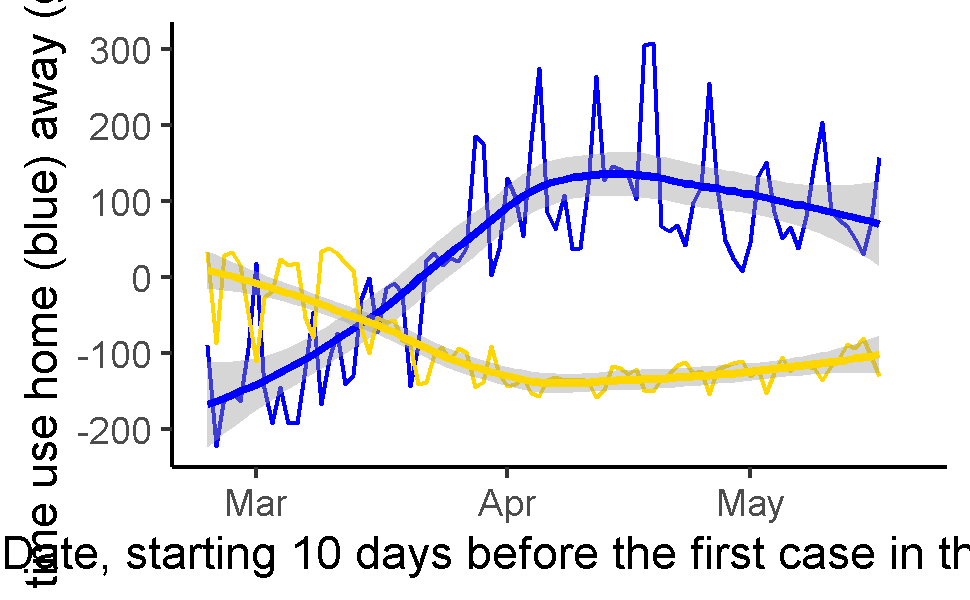 time use home (blue) away (
300
200
100
0
-100
-200
Mar Apr May
Date, starting 10 days before the first case in th